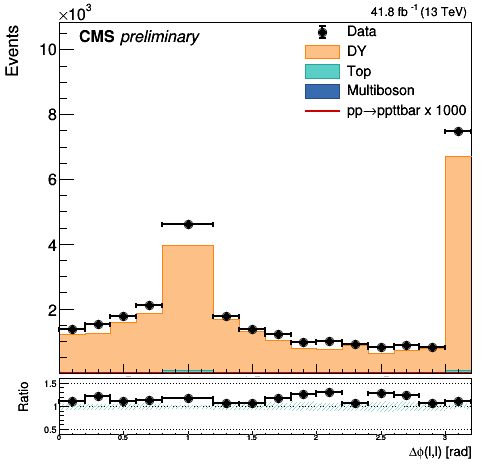 ×10³
41.8 fb⁻¹ (13 TeV)
CMS preliminary
Events
Data
DY
Top
Multiboson
pp→ppttbar x 1000
10
8
6
4
2
Ratio
1.5
1
0.5
0 0.5 1 1.5 2 2.5 3
Δϕ(l,l) [rad]